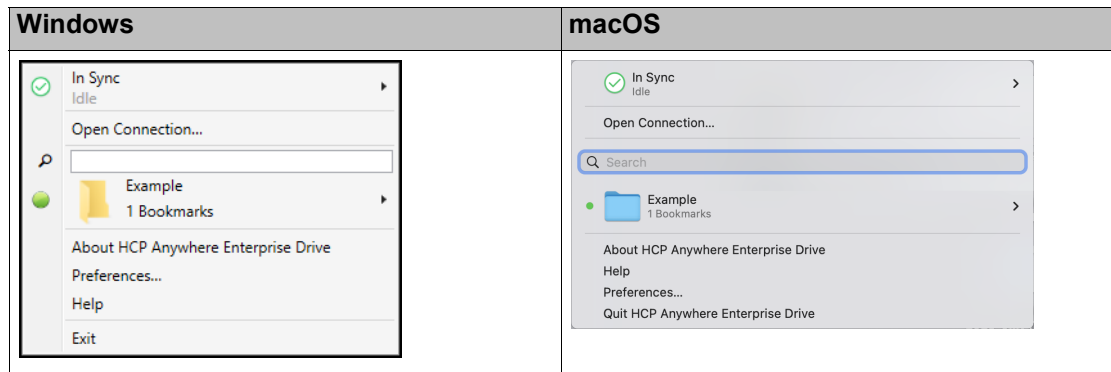 Windows
macOS
In Sync
Idle
Open Connection...
Example
1 Bookmarks
About HCP Anywhere Enterprise Drive
Preferences...
Help
Exit
In Sync
Idle
Open Connection...
Search
Example
1 Bookmarks
About HCP Anywhere Enterprise Drive
Help
Preferences...
Quit HCP Anywhere Enterprise Drive